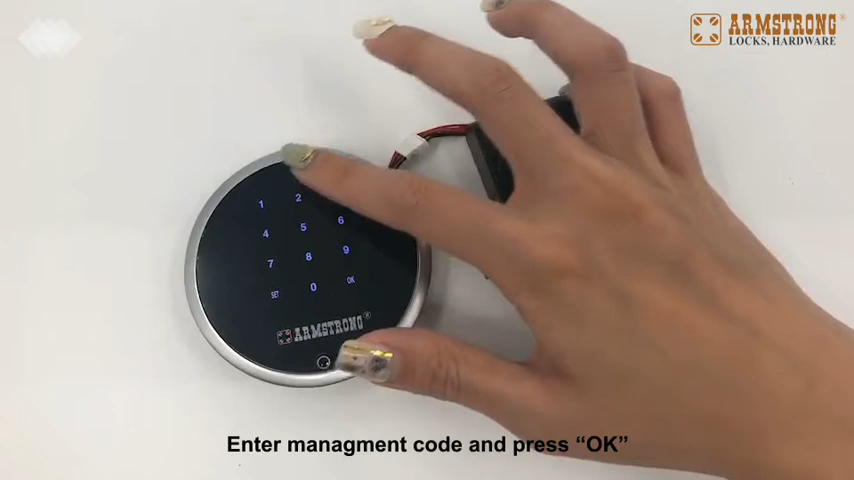 ARMSTRONG®
LOCKS, HARDWARE
1 2
4 5 6
7 8 9
SET 0 OK
ARMSTRONG®
Enter managment code and press “OK”